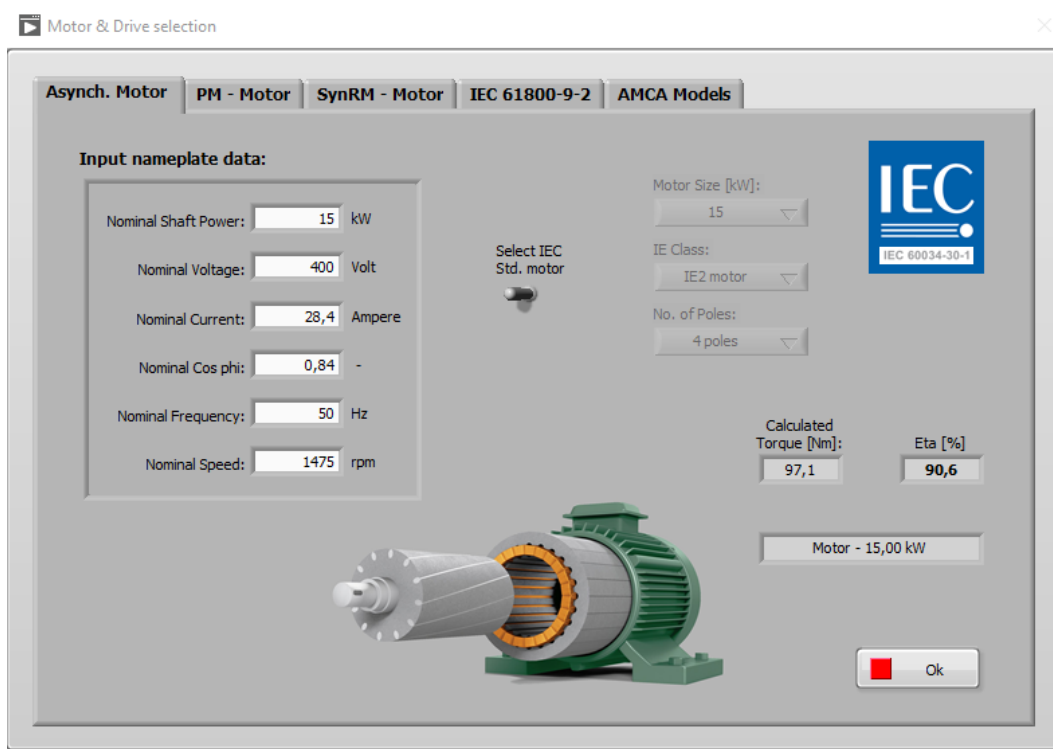 Motor & Drive selection
Asynch. Motor
PM - Motor
SynRM - Motor
IEC 61800-9-2
AMCA Models
Input nameplate data:
Nominal Shaft Power: 15 kW
Nominal Voltage: 400 Volt
Nominal Current: 28,4 Ampere
Nominal Cos phi: 0,84 -
Nominal Frequency: 50 Hz
Nominal Speed: 1475 rpm
Select IEC
Std. motor
Motor Size [kW]:
15
IE Class:
IE2 motor
No. of Poles:
4 poles
IEC
IEC 60034-30-1
Calculated
Torque [Nm]:
97,1
Eta [%]
90,6
Motor - 15,00 kW
Ok